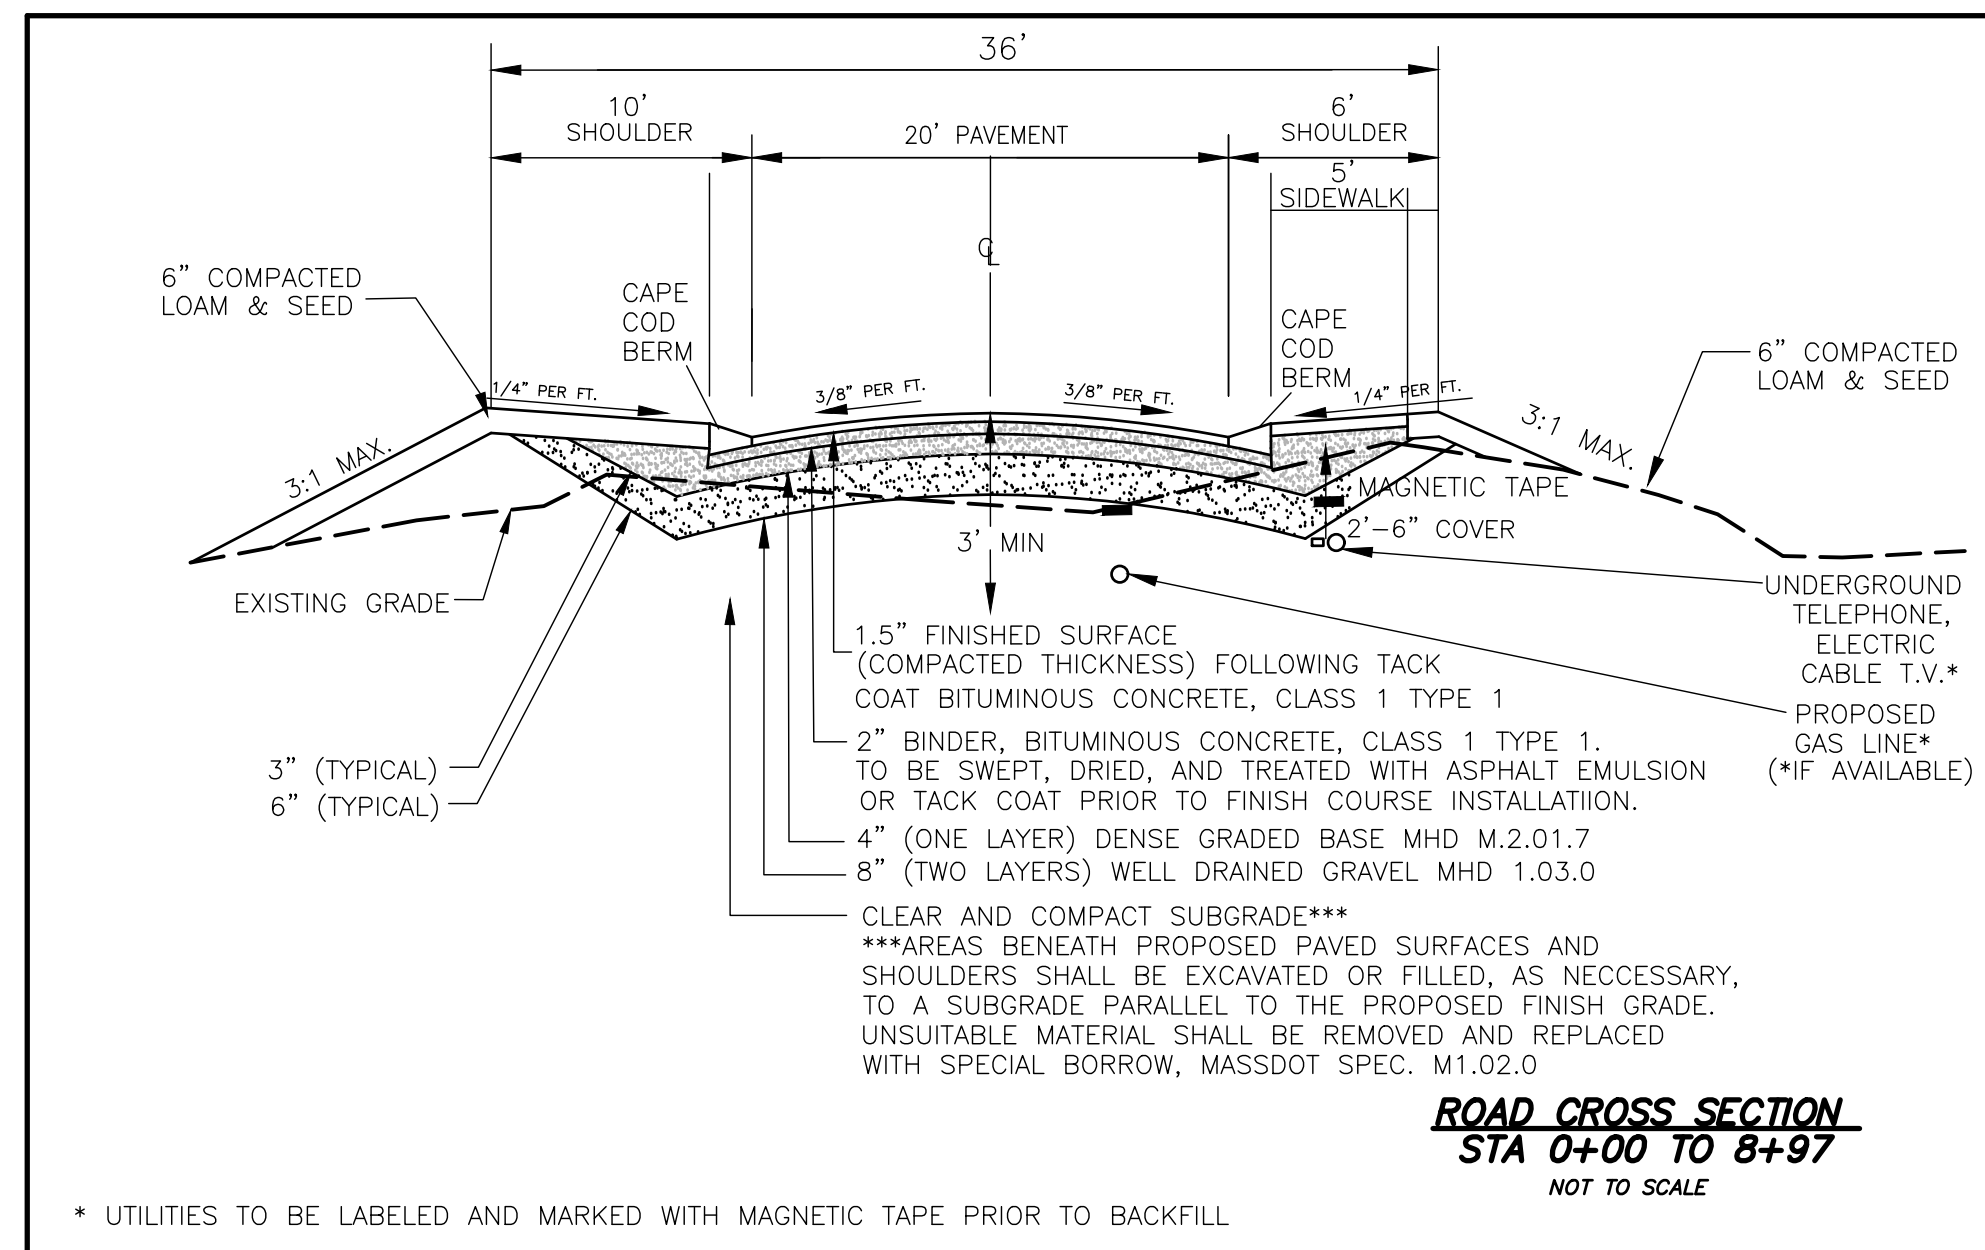 36’
10’
SHOULDER
20’ PAVEMENT
6’
SHOULDER
5’
SIDEWALK
℄
6” COMPACTED
LOAM & SEED
CAPE
COD
BERM
CAPE
COD
BERM
6” COMPACTED
LOAM & SEED
1/4” PER FT.
3/8” PER FT.
3/8” PER FT.
1/4” PER FT.
3:1 MAX.
3:1 MAX.
MAGNETIC TAPE
2’-6” COVER
3’ MIN
EXISTING GRADE
UNDERGROUND
TELEPHONE,
ELECTRIC
CABLE T.V.*
PROPOSED
GAS LINE*
(*IF AVAILABLE)
1.5” FINISHED SURFACE
(COMPACTED THICKNESS) FOLLOWING TACK
COAT BITUMINOUS CONCRETE, CLASS 1 TYPE 1
2” BINDER, BITUMINOUS CONCRETE, CLASS 1 TYPE 1.
TO BE SWEPT, DRIED, AND TREATED WITH ASPHALT EMULSION
OR TACK COAT PRIOR TO FINISH COURSE INSTALLATIION.
3” (TYPICAL)
6” (TYPICAL)
4” (ONE LAYER) DENSE GRADED BASE MHD M.2.01.7
8” (TWO LAYERS) WELL DRAINED GRAVEL MHD 1.03.0
CLEAR AND COMPACT SUBGRADE***
***AREAS BENEATH PROPOSED PAVED SURFACES AND
SHOULDERS SHALL BE EXCAVATED OR FILLED, AS NECCESSARY,
TO A SUBGRADE PARALLEL TO THE PROPOSED FINISH GRADE.
UNSUITABLE MATERIAL SHALL BE REMOVED AND REPLACED
WITH SPECIAL BORROW, MASSDOT SPEC. M1.02.0
ROAD CROSS SECTION
STA 0+00 TO 8+97
NOT TO SCALE
* UTILITIES TO BE LABELED AND MARKED WITH MAGNETIC TAPE PRIOR TO BACKFILL